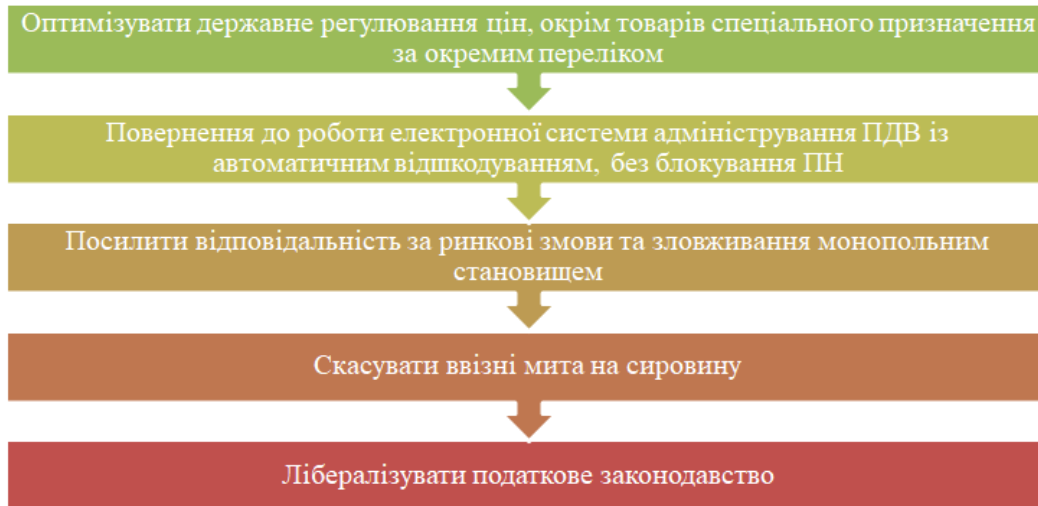 Оптимізувати державне регулювання цін, окрім товарів спеціального призначення
за окремим переліком
Повернення до роботи електронної системи адміністрування ПДВ із
автоматичним відшкодуванням, без блокування ПН
Посилити відповідальність за ринкові змови та зловживання монопольним
становищем
Скасувати ввізні мита на сировину
Лібералізувати податкове законодавство